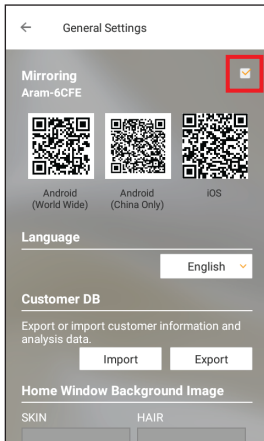 General Settings
Mirroring
Aram-6CFE
Android
(World Wide)
Android
(China Only)
iOS
Language
English
Customer DB
Export or import customer information and
analysis data.
Import
Export
Home Window Background Image
SKIN
HAIR